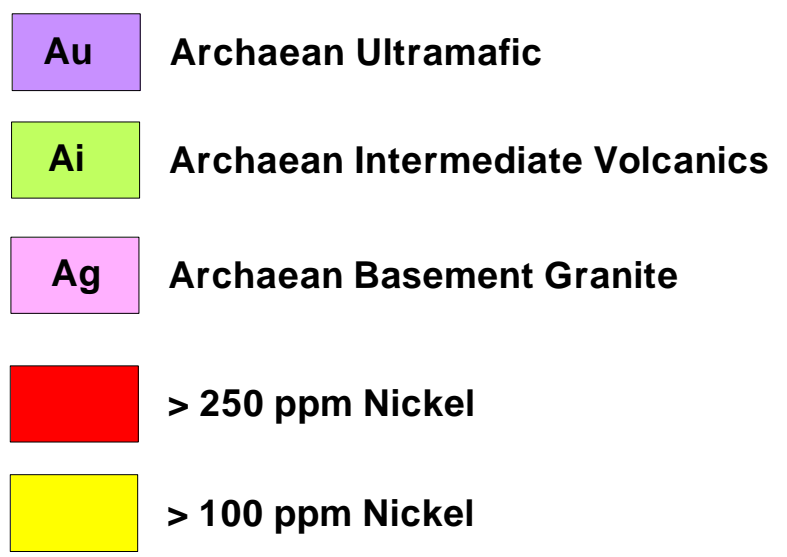 Au Archaean Ultramafic
Ai Archaean Intermediate Volcanics
Ag Archaean Basement Granite
> 250 ppm Nickel
> 100 ppm Nickel